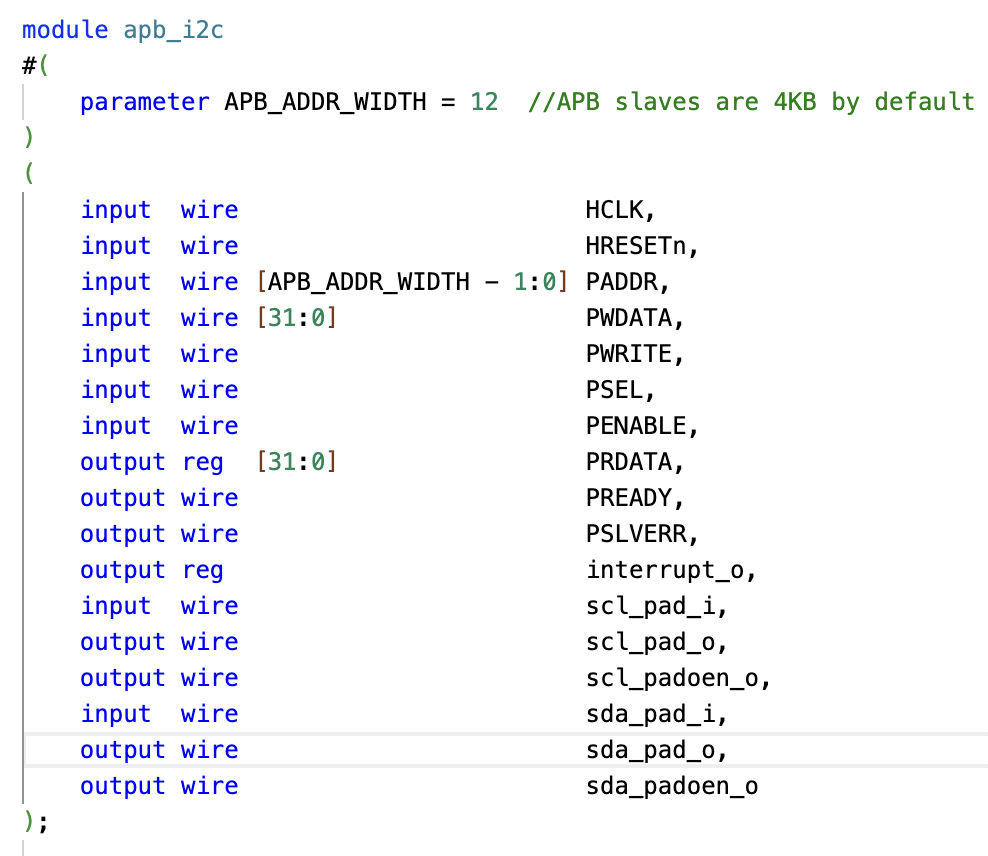 module apb_i2c
#(
    parameter APB_ADDR_WIDTH = 12  //APB slaves are 4KB by default
)
(
    input  wire                        HCLK,
    input  wire                        HRESETn,
    input  wire [APB_ADDR_WIDTH - 1:0] PADDR,
    input  wire [31:0]                 PWDATA,
    input  wire                        PWRITE,
    input  wire                        PSEL,
    input  wire                        PENABLE,
    output reg  [31:0]                 PRDATA,
    output wire                        PREADY,
    output wire                        PSLVERR,
    output reg                         interrupt_o,
    input  wire                        scl_pad_i,
    output wire                        scl_pad_o,
    output wire                        scl_padoen_o,
    input  wire                        sda_pad_i,
    output wire                        sda_pad_o,
    output wire                        sda_padoen_o
);